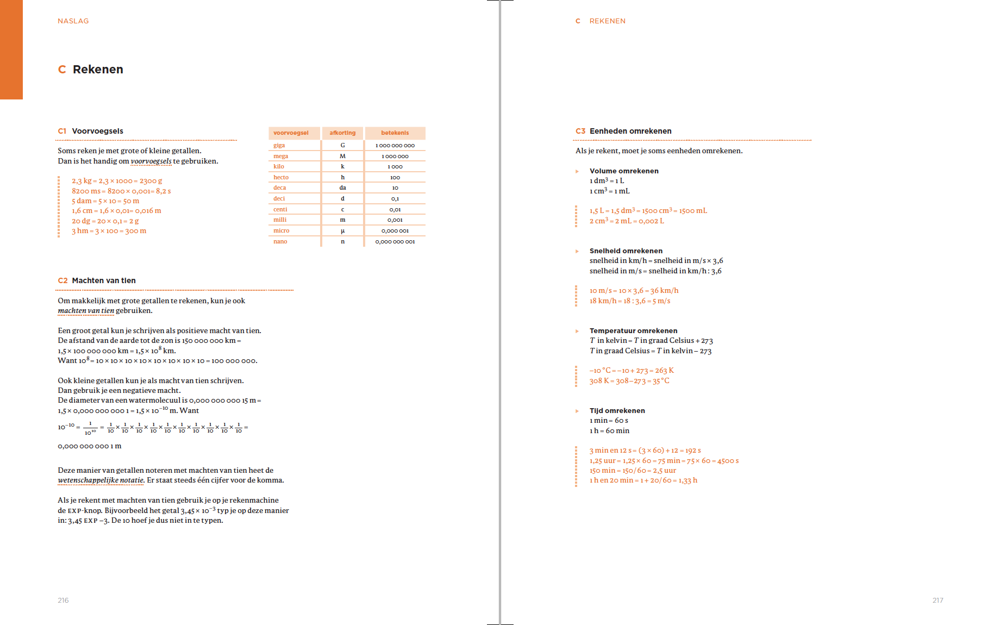 NASLAG
C Rekenen
C1 Voorvoegsels
Soms reken je met grote of kleine getallen.
Dan is het handig om voorvoegsels te gebruiken.
2,3 kg = 2,3 × 1000 = 2300 g
8200 ms = 8200 × 0,001= 8,2 s
5 dam = 5 × 10 = 50 m
1,6 cm = 1,6 × 0,01= 0,016 m
20 dg = 20 × 0,1 = 2 g
3 hm = 3 × 100 = 300 m
voorvoegsel afkorting betekenis
giga G 1 000 000 000
mega M 1 000 000
kilo k 1 000
hecto h 100
deca da 10
deci d 0,1
centi c 0,01
milli m 0,001
micro µ 0,000 001
nano n 0,000 000 001
C2 Machten van tien
Om makkelijk met grote getallen te rekenen, kun je ook
machten van tien gebruiken.
Een groot getal kun je schrijven als positieve macht van tien.
De afstand van de aarde tot de zon is 150 000 000 km =
1,5 × 100 000 000 km = 1,5 × 10⁸ km.
Want 10⁸ = 10 × 10 × 10 × 10 × 10 × 10 × 10 × 10 = 100 000 000.
Ook kleine getallen kun je als macht van tien schrijven.
Dan gebruik je een negatieve macht.
De diameter van een watermolecuul is 0,000 000 000 15 m =
1,5 × 0,000 000 000 1 = 1,5 × 10⁻¹⁰ m. Want
10⁻¹⁰ = 1/10¹⁰ = 1/10 × 1/10 × 1/10 × 1/10 × 1/10 × 1/10 × 1/10 × 1/10 × 1/10 × 1/10 =
0,000 000 000 1 m
Deze manier van getallen noteren met machten van tien heet de
wetenschappelijke notatie. Er staat steeds één cijfer voor de komma.
Als je rekent met machten van tien gebruik je op je rekenmachine
de EXP-knop. Bijvoorbeeld het getal 3,45 × 10⁻³ typ je op deze manier
in: 3,45 EXP –3. De 10 hoef je dus niet in te typen.
216
C REKENEN
C3 Eenheden omrekenen
Als je rekent, moet je soms eenheden omrekenen.
Volume omrekenen
1 dm³ = 1 L
1 cm³ = 1 mL
1,5 L = 1,5 dm³ = 1500 cm³ = 1500 mL
2 cm³ = 2 mL = 0,002 L
Snelheid omrekenen
snelheid in km/h = snelheid in m/s × 3,6
snelheid in m/s = snelheid in km/h : 3,6
10 m/s = 10 × 3,6 = 36 km/h
18 km/h = 18 : 3,6 = 5 m/s
Temperatuur omrekenen
T in kelvin = T in graad Celsius + 273
T in graad Celsius = T in kelvin – 273
–10 °C = –10 + 273 = 263 K
308 K = 308–273 = 35 °C
Tijd omrekenen
1 min = 60 s
1 h = 60 min
3 min en 12 s = (3 × 60) + 12 = 192 s
1,25 uur = 1,25 × 60 = 75 min = 75 × 60 = 4500 s
150 min = 150/60 = 2,5 uur
1 h en 20 min = 1 + 20/60 = 1,33 h
217